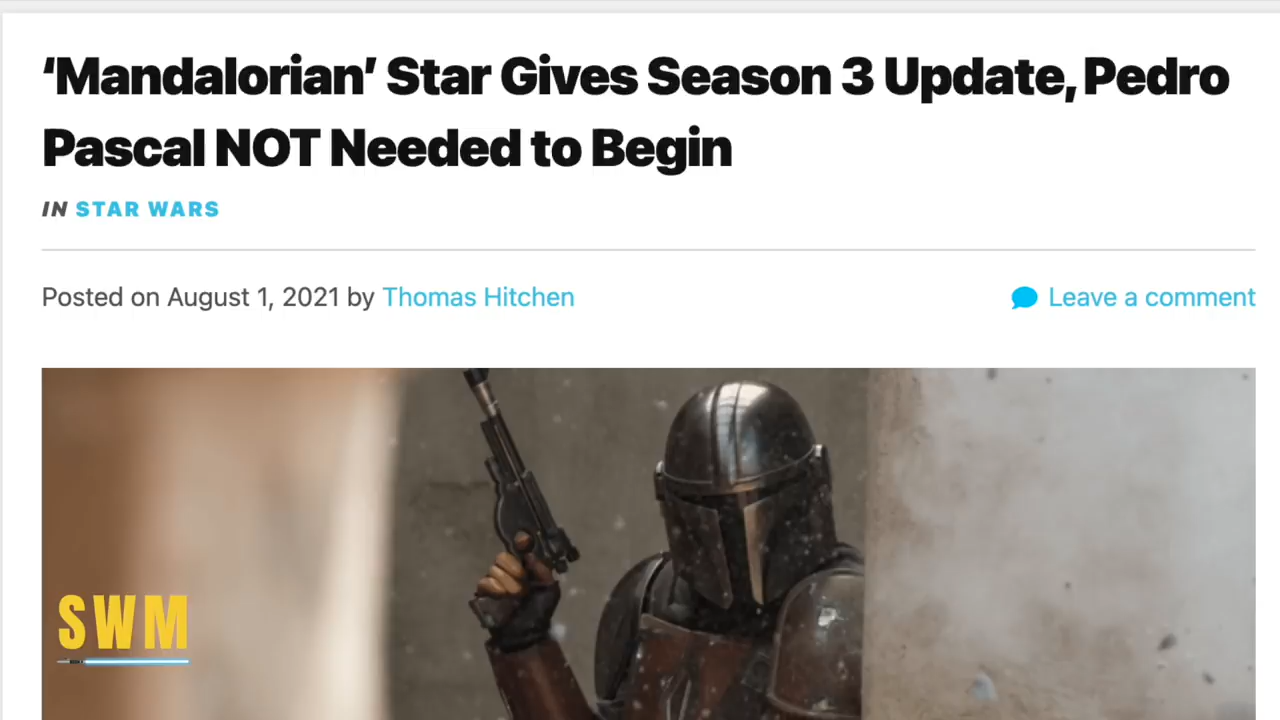 ‘Mandalorian’ Star Gives Season 3 Update, Pedro
Pascal NOT Needed to Begin
IN STAR WARS
Posted on August 1, 2021 by Thomas Hitchen
Leave a comment
SWM